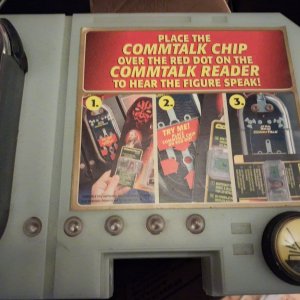 PLACE THE
COMMTALK CHIP
OVER THE RED DOT ON THE
COMMTALK READER
TO HEAR THE FIGURE SPEAK!
1.
2.
3.
TRY ME!